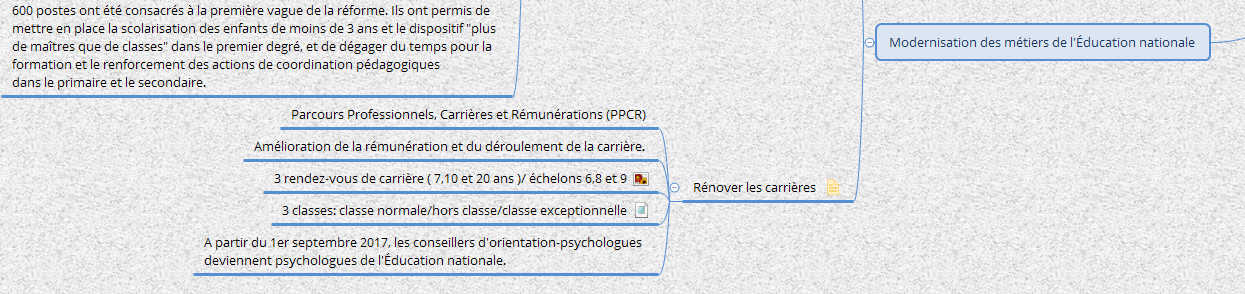 600 postes ont été consacrés à la première vague de la réforme. Ils ont permis de
mettre en place la scolarisation des enfants de moins de 3 ans et le dispositif "plus
de maîtres que de classes" dans le premier degré, et de dégager du temps pour la
formation et le renforcement des actions de coordination pédagogiques
dans le primaire et le secondaire.
Modernisation des métiers de l'Éducation nationale
Parcours Professionnels, Carrières et Rémunérations (PPCR)
Amélioration de la rémunération et du déroulement de la carrière.
3 rendez-vous de carrière ( 7,10 et 20 ans )/ échelons 6,8 et 9
3 classes: classe normale/hors classe/classe exceptionnelle
A partir du 1er septembre 2017, les conseillers d'orientation-psychologues
deviennent psychologues de l'Éducation nationale.
Rénover les carrières